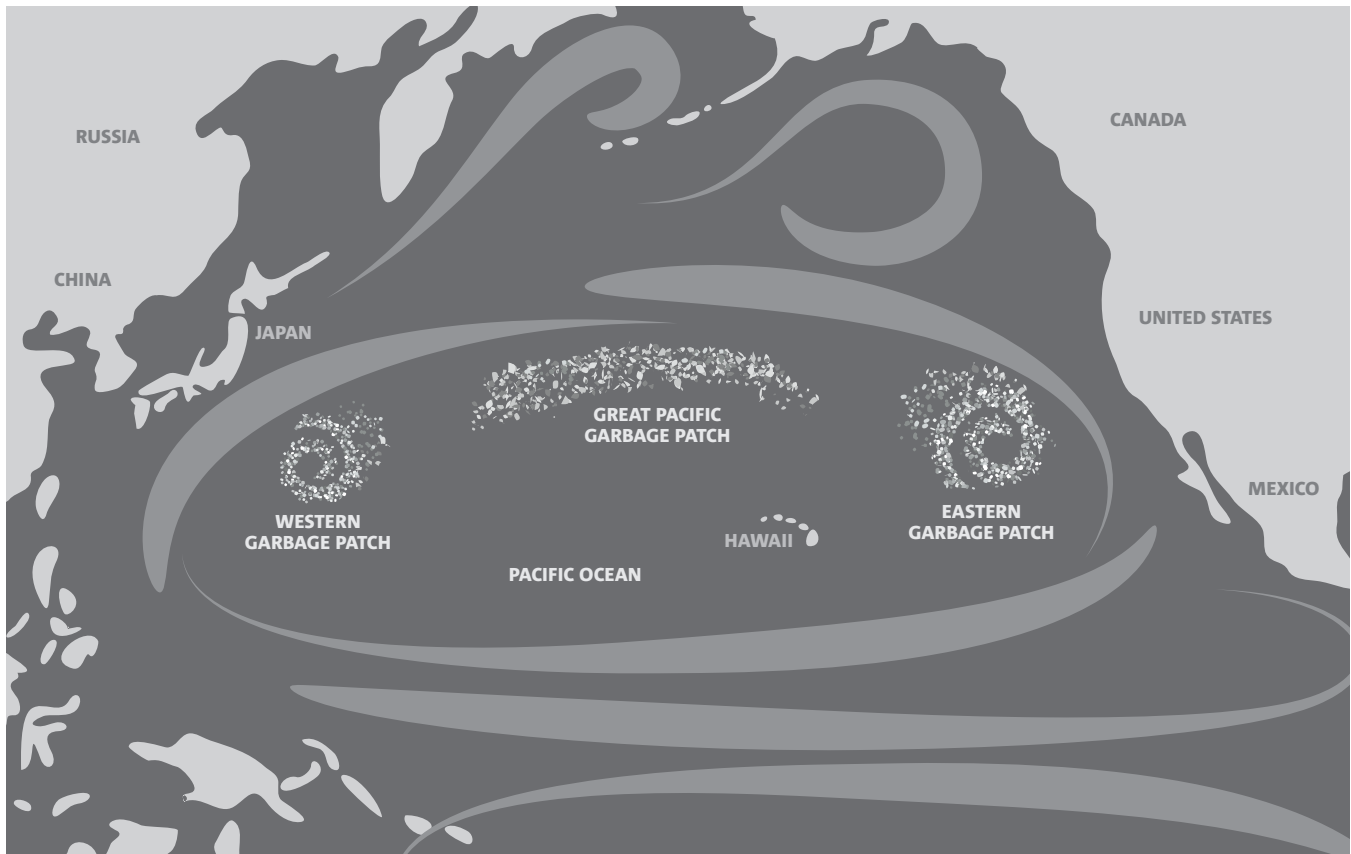 RUSSIA
CANADA
CHINA
UNITED STATES
JAPAN
GREAT PACIFIC
GARBAGE PATCH
MEXICO
WESTERN
GARBAGE PATCH
EASTERN
GARBAGE PATCH
HAWAII
PACIFIC OCEAN